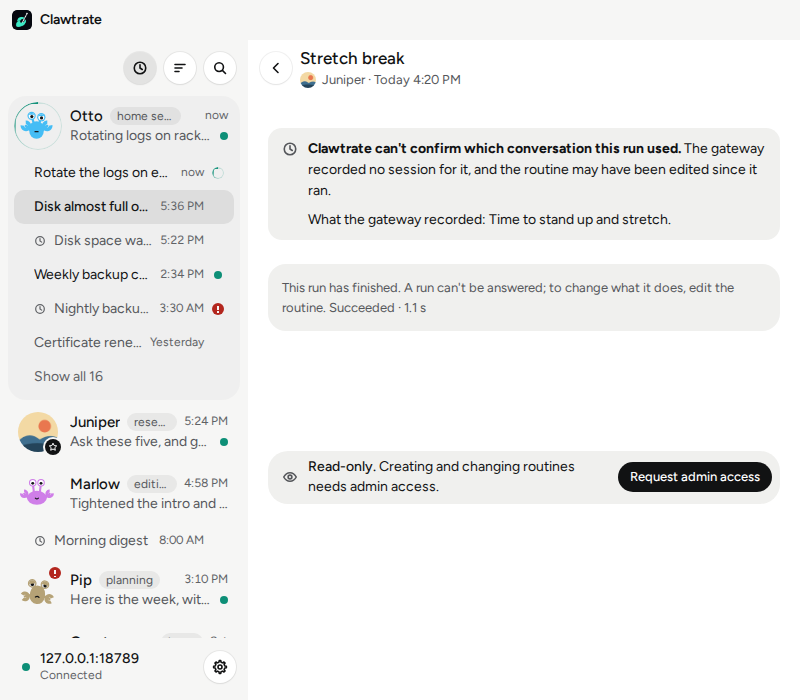 Clawtrate
Otto home se... now
Rotating logs on rack...
Rotate the logs on e... now
Disk almost full o... 5:36 PM
Disk space wa... 5:22 PM
Weekly backup c... 2:34 PM
Nightly backu... 3:30 AM
Certificate rene... Yesterday
Show all 16
Juniper rese... 5:24 PM
Ask these five, and g...
Marlow editi... 4:58 PM
Tightened the intro and ...
Morning digest 8:00 AM
Pip planning 3:10 PM
Here is the week, wit...
127.0.0.1:18789
Connected
Stretch break
Juniper · Today 4:20 PM
Clawtrate can't confirm which conversation this run used. The gateway
recorded no session for it, and the routine may have been edited since it
ran.
What the gateway recorded: Time to stand up and stretch.
This run has finished. A run can't be answered; to change what it does, edit the
routine. Succeeded · 1.1 s
Read-only. Creating and changing routines
needs admin access.
Request admin access